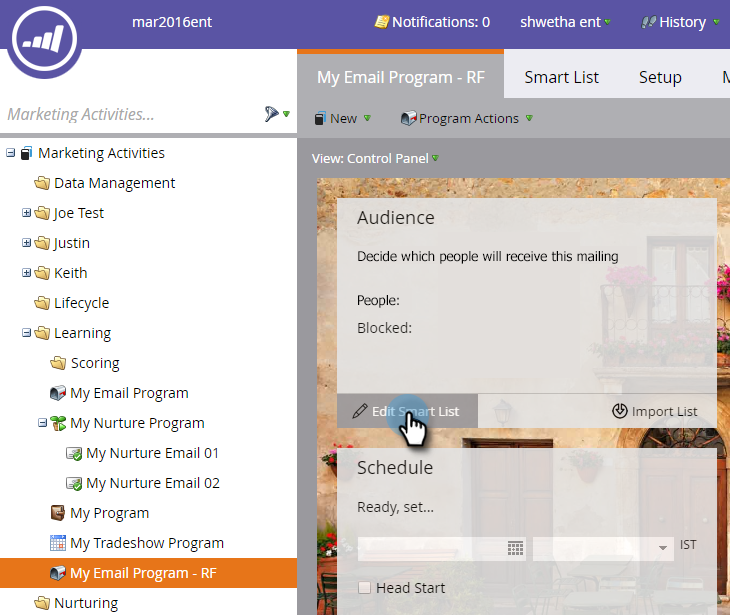 mar2016ent
Notifications: 0
shwetha ent
History
Marketing Activities...
My Email Program - RF
Smart List
Setup
New
Program Actions
View: Control Panel
Marketing Activities
Data Management
Joe Test
Justin
Keith
Lifecycle
Learning
Scoring
My Email Program
My Nurture Program
My Nurture Email 01
My Nurture Email 02
My Program
My Tradeshow Program
My Email Program - RF
Nurturing
Audience
Decide which people will receive this mailing
People:
Blocked:
Edit Smart List
Import List
Schedule
Ready, set...
IST
Head Start